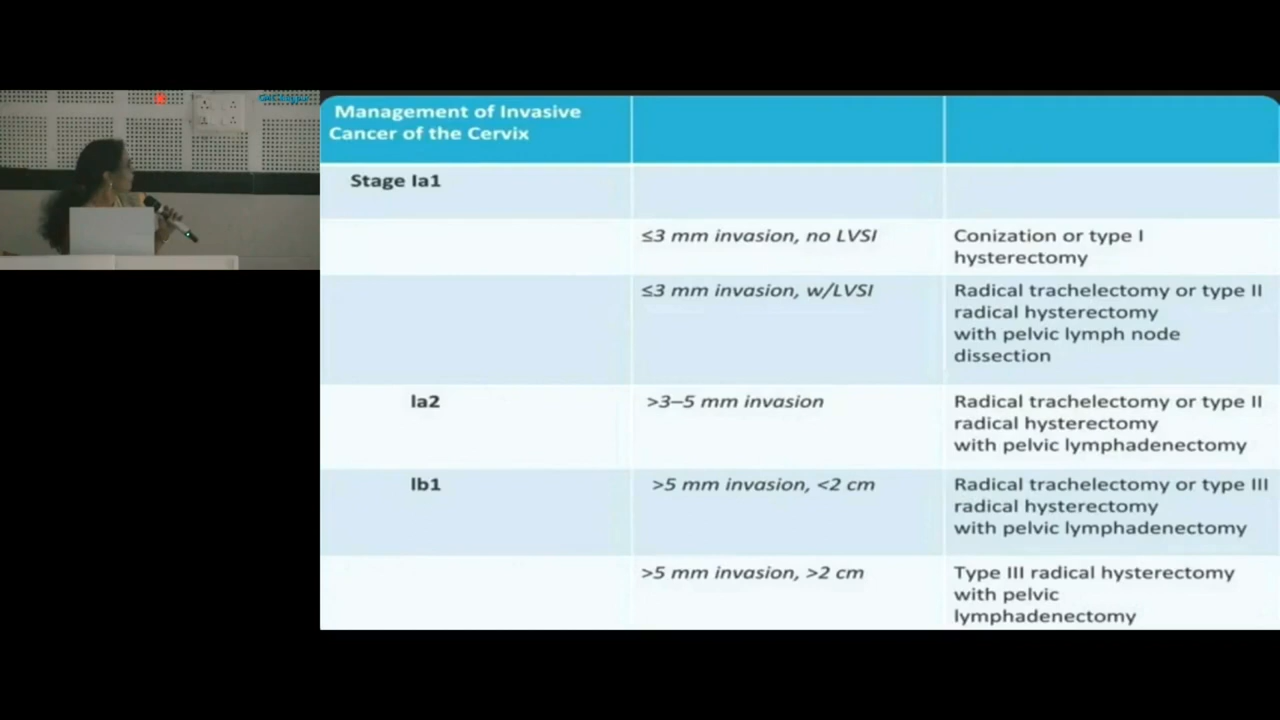 Management of Invasive
Cancer of the Cervix
Stage Ia1
≤3 mm invasion, no LVSI
Conization or type I
hysterectomy
≤3 mm invasion, w/LVSI
Radical trachelectomy or type II
radical hysterectomy
with pelvic lymph node
dissection
Ia2
>3–5 mm invasion
Radical trachelectomy or type II
radical hysterectomy
with pelvic lymphadenectomy
Ib1
>5 mm invasion, <2 cm
Radical trachelectomy or type III
radical hysterectomy
with pelvic lymphadenectomy
>5 mm invasion, >2 cm
Type III radical hysterectomy
with pelvic
lymphadenectomy